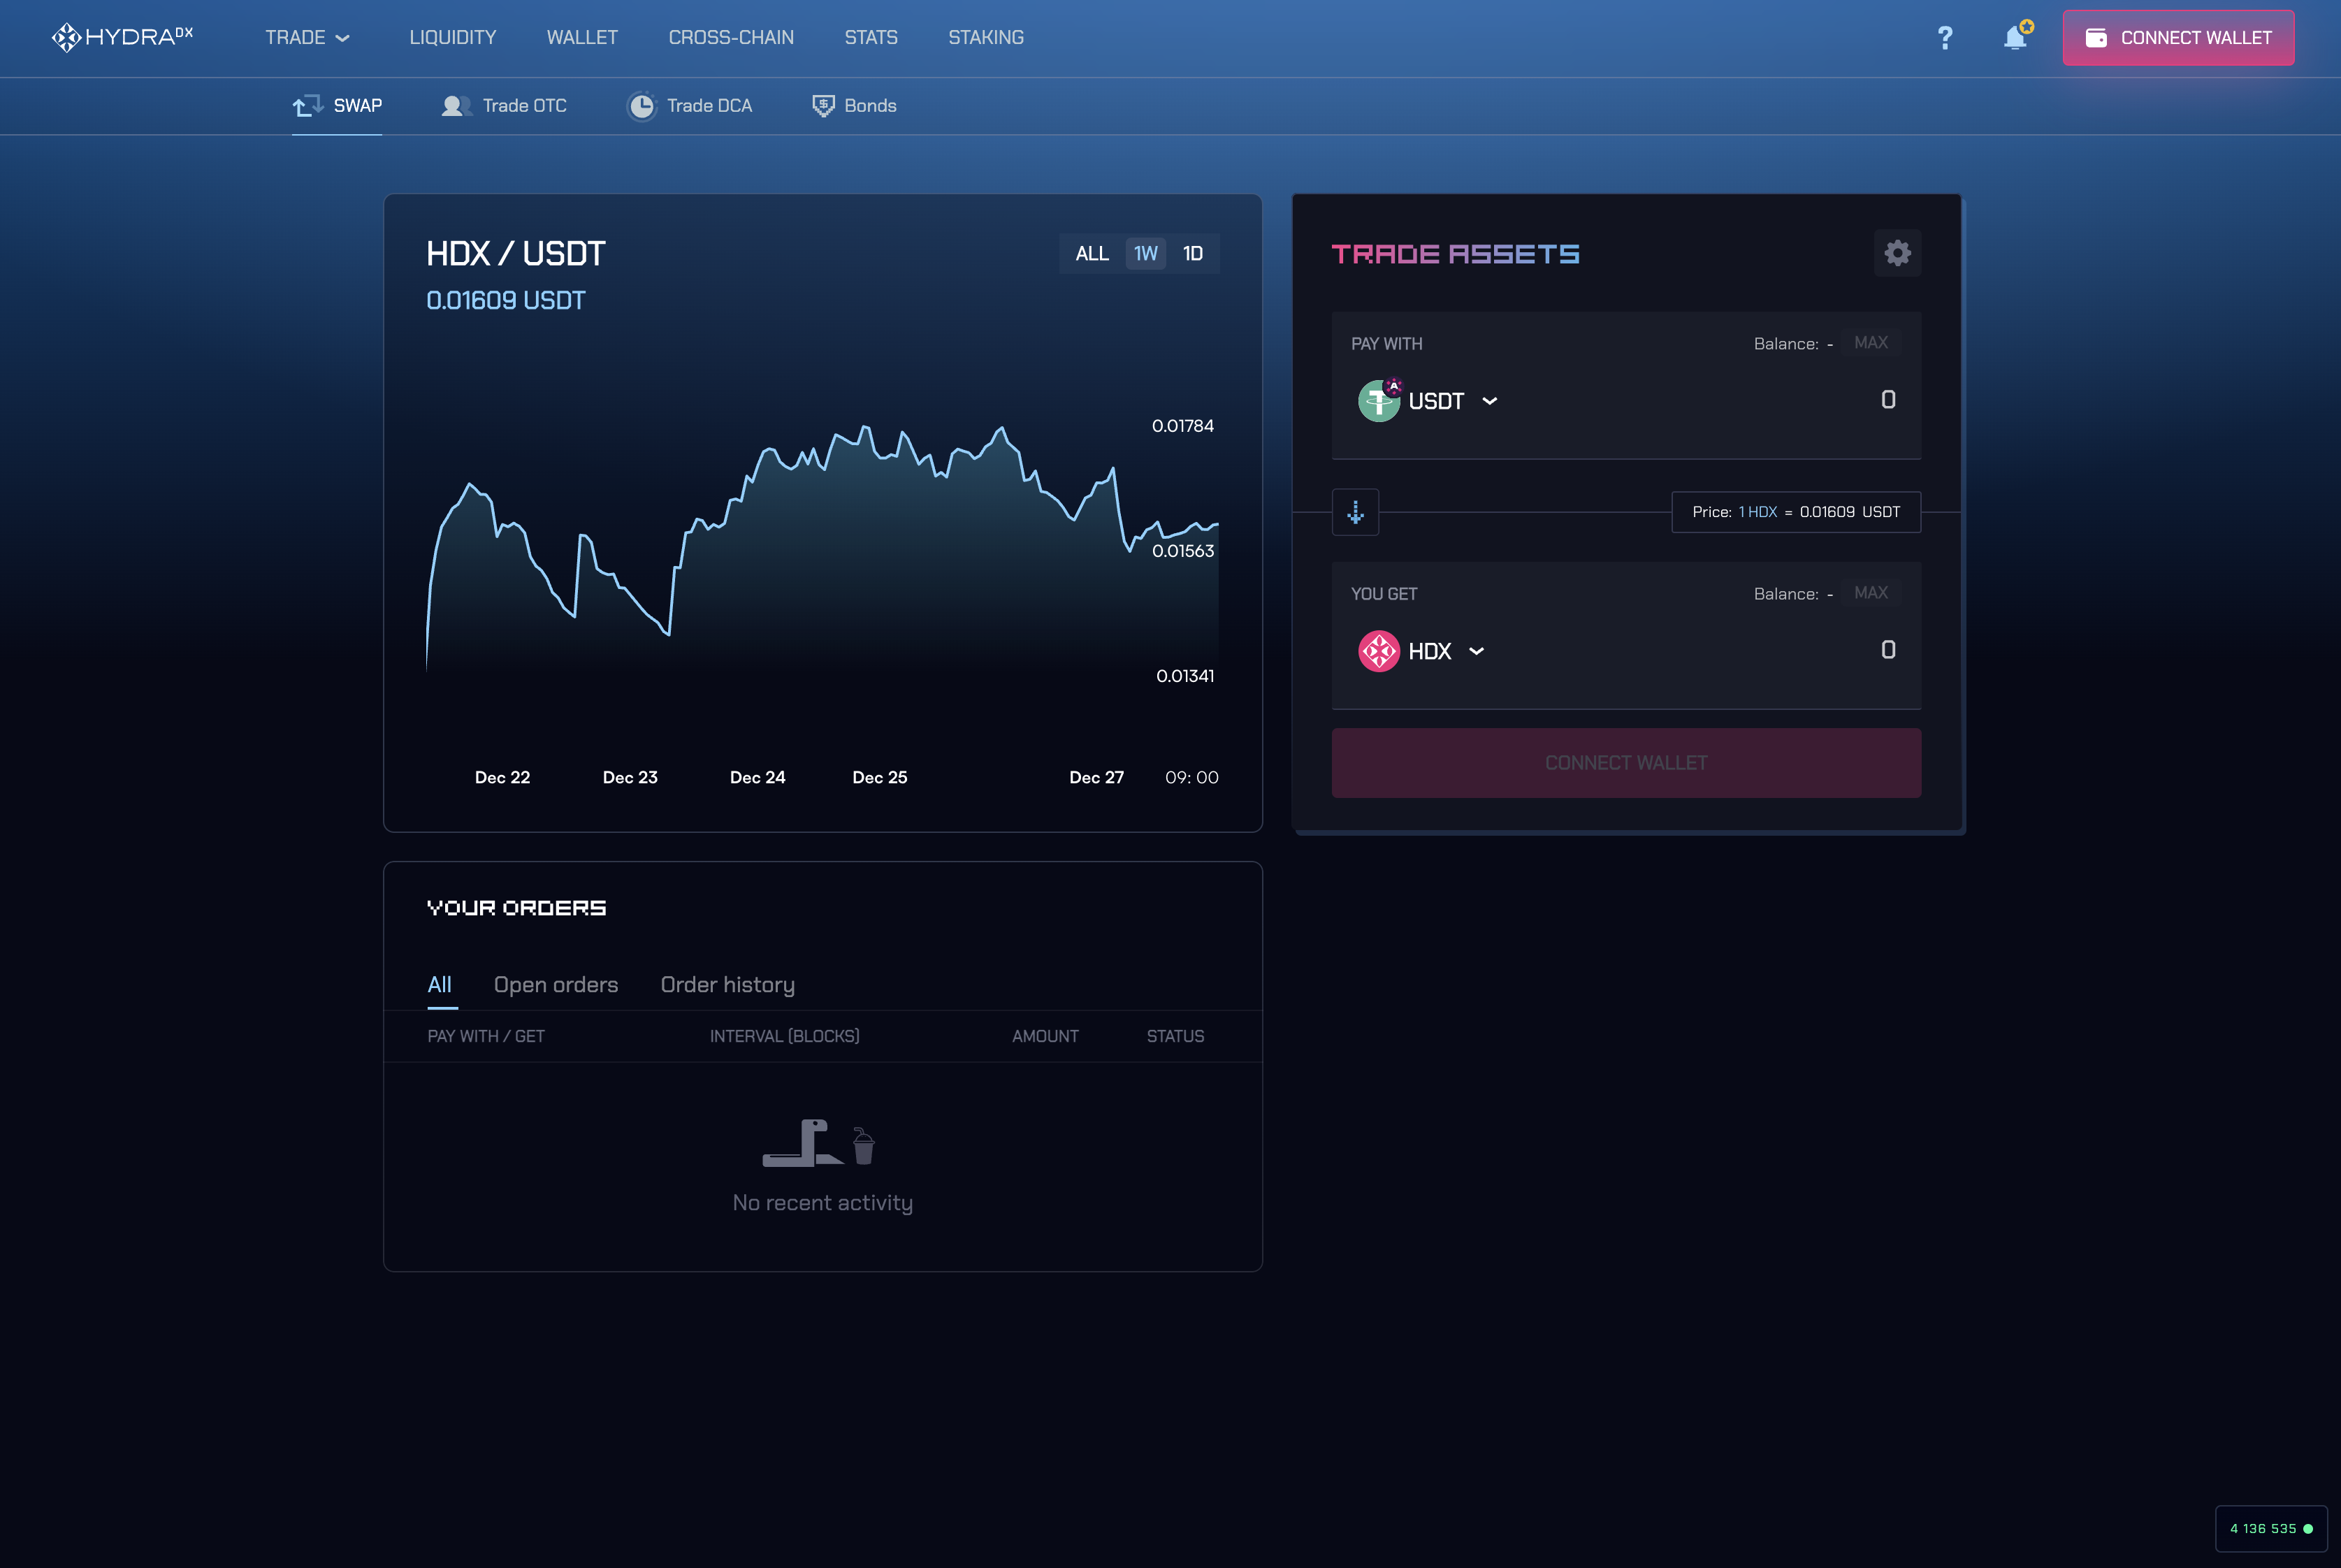 HYDRADX
TRADE
LIQUIDITY
WALLET
CROSS-CHAIN
STATS
STAKING
?
CONNECT WALLET
SWAP
Trade OTC
Trade DCA
Bonds
HDX / USDT
ALL 1W 1D
0.01609 USDT
0.01784
0.01563
0.01341
Dec 22 Dec 23 Dec 24 Dec 25 Dec 27 09: 00
TRADE ASSETS
PAY WITH
Balance: - MAX
A
USDT
0
Price: 1 HDX = 0.01609 USDT
YOU GET
Balance: - MAX
HDX
0
CONNECT WALLET
YOUR ORDERS
All Open orders Order history
PAY WITH / GET INTERVAL (BLOCKS) AMOUNT STATUS
No recent activity
4 136 535